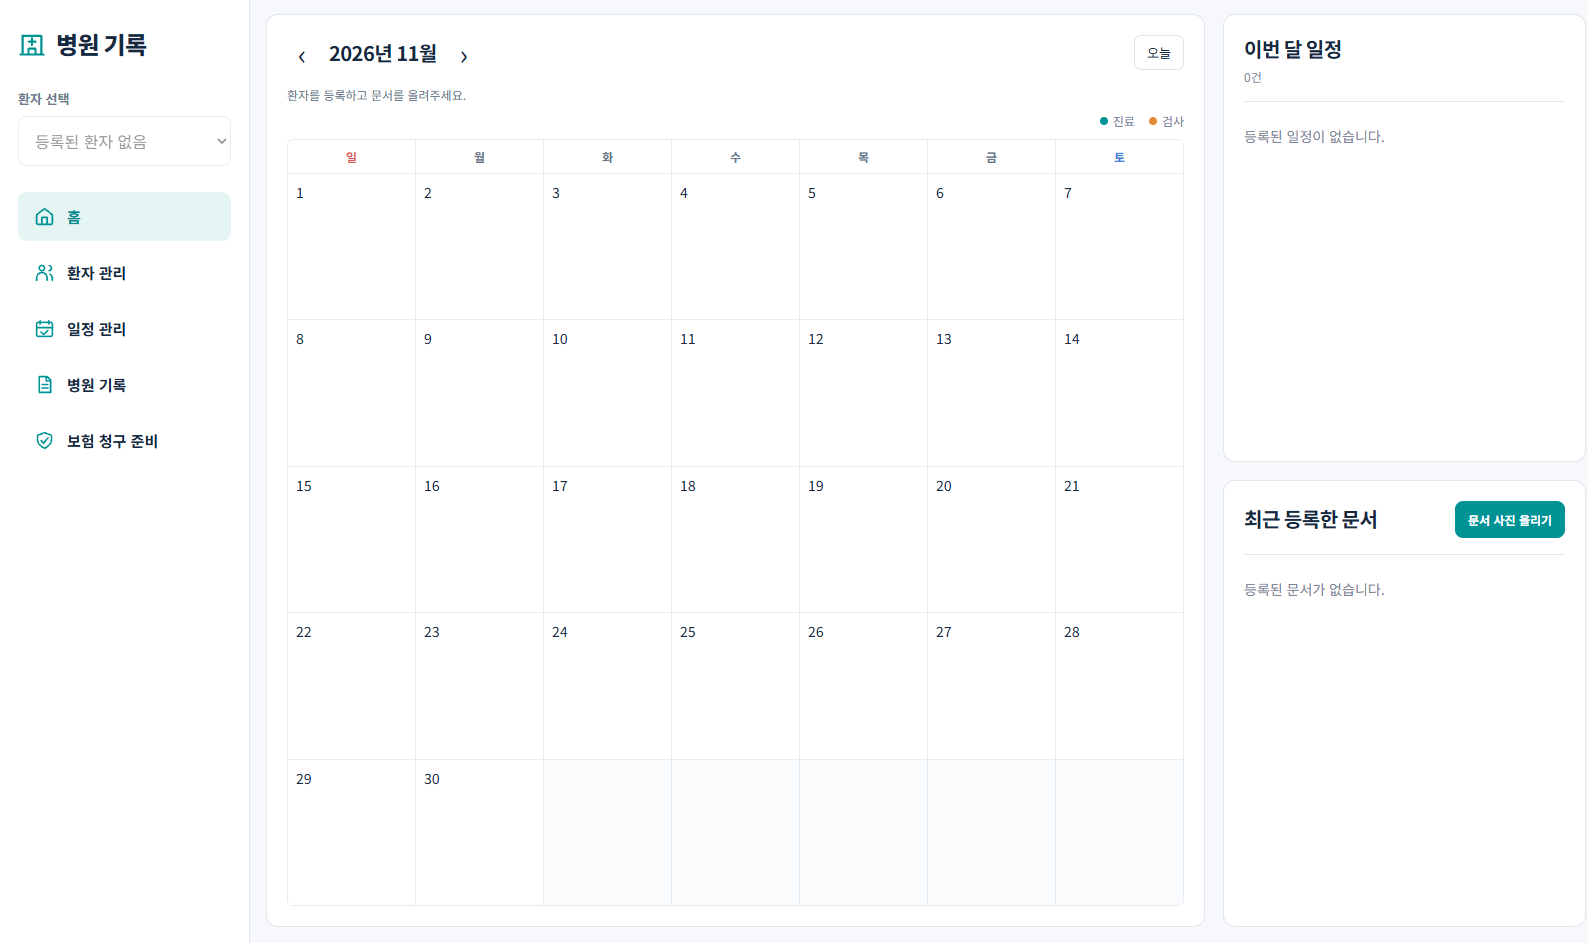 병원 기록
환자 선택
등록된 환자 없음
홈
환자 관리
일정 관리
병원 기록
보험 청구 준비
‹ 2026년 11월 ›
오늘
환자를 등록하고 문서를 올려주세요.
진료 검사
일 월 화 수 목 금 토
1 2 3 4 5 6 7
8 9 10 11 12 13 14
15 16 17 18 19 20 21
22 23 24 25 26 27 28
29 30
이번 달 일정
0건
등록된 일정이 없습니다.
최근 등록한 문서
문서 사진 올리기
등록된 문서가 없습니다.